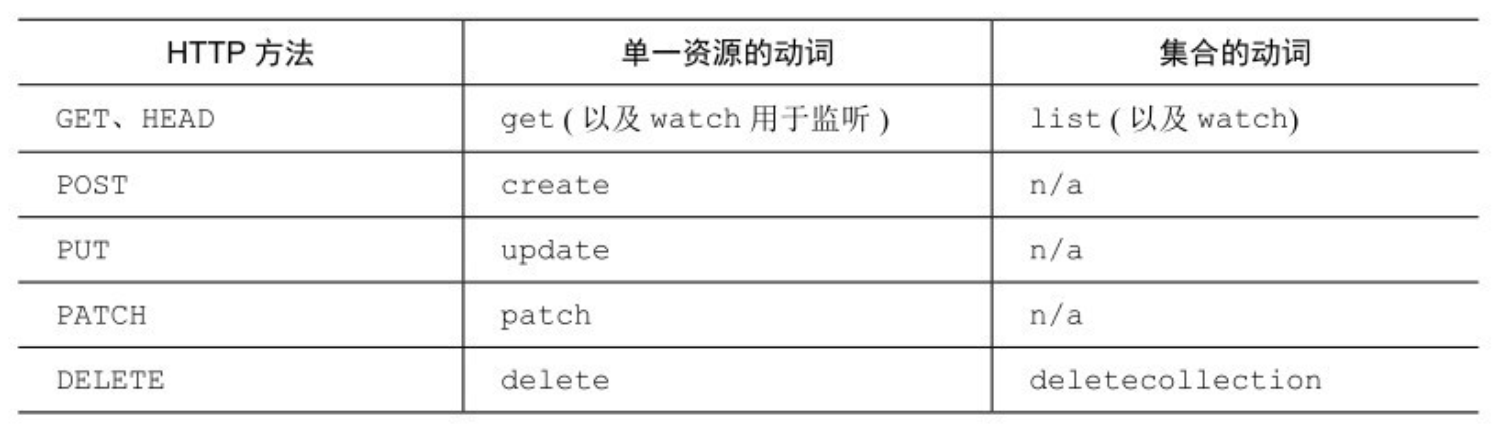 HTTP 方法 单一资源的动词 集合的动词
GET、HEAD get ( 以及 watch 用于监听 ) list ( 以及 watch)
POST create n/a
PUT update n/a
PATCH patch n/a
DELETE delete deletecollection